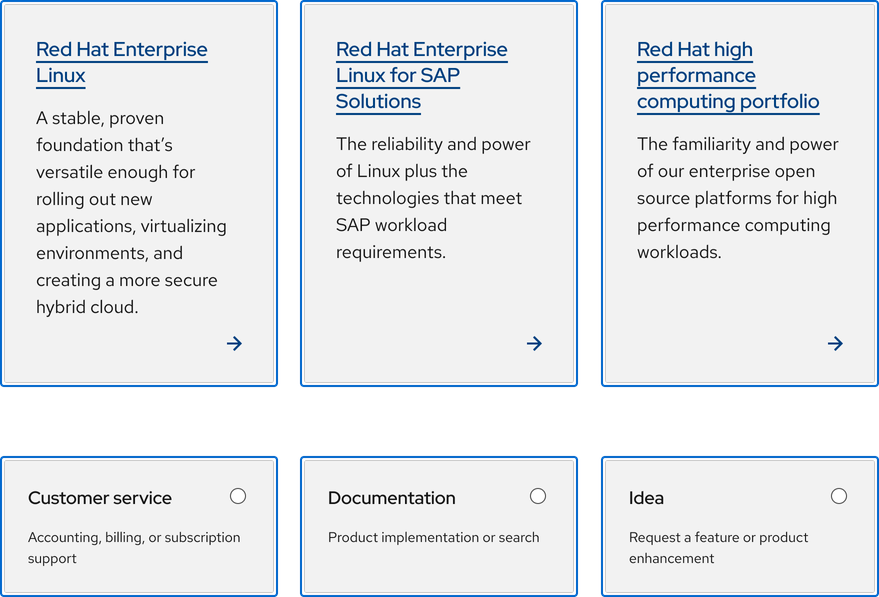 Red Hat Enterprise
Linux
A stable, proven
foundation that’s
versatile enough for
rolling out new
applications, virtualizing
environments, and
creating a more secure
hybrid cloud.
Red Hat Enterprise
Linux for SAP
Solutions
The reliability and power
of Linux plus the
technologies that meet
SAP workload
requirements.
Red Hat high
performance
computing portfolio
The familiarity and power
of our enterprise open
source platforms for high
performance computing
workloads.
Customer service
Accounting, billing, or subscription
support
Documentation
Product implementation or search
Idea
Request a feature or product
enhancement